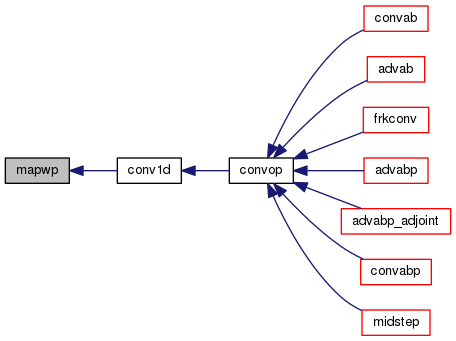 convab
advab
frkconv
mapwp
conv1d
convop
advabp
advabp_adjoint
convabp
midstep